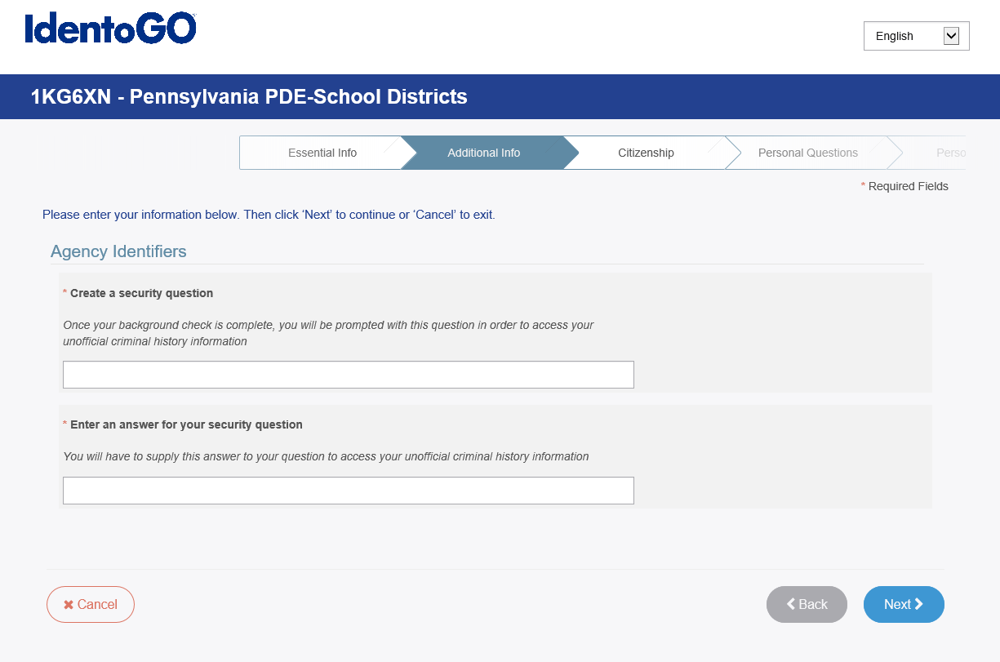 IdentoGO
English
1KG6XN - Pennsylvania PDE-School Districts
Essential Info
Additional Info
Citizenship
Personal Questions
Perso
* Required Fields
Please enter your information below. Then click ‘Next’ to continue or ‘Cancel’ to exit.
Agency Identifiers
* Create a security question
Once your background check is complete, you will be prompted with this question in order to access your
unofficial criminal history information
* Enter an answer for your security question
You will have to supply this answer to your question to access your unofficial criminal history information
Cancel
Back
Next